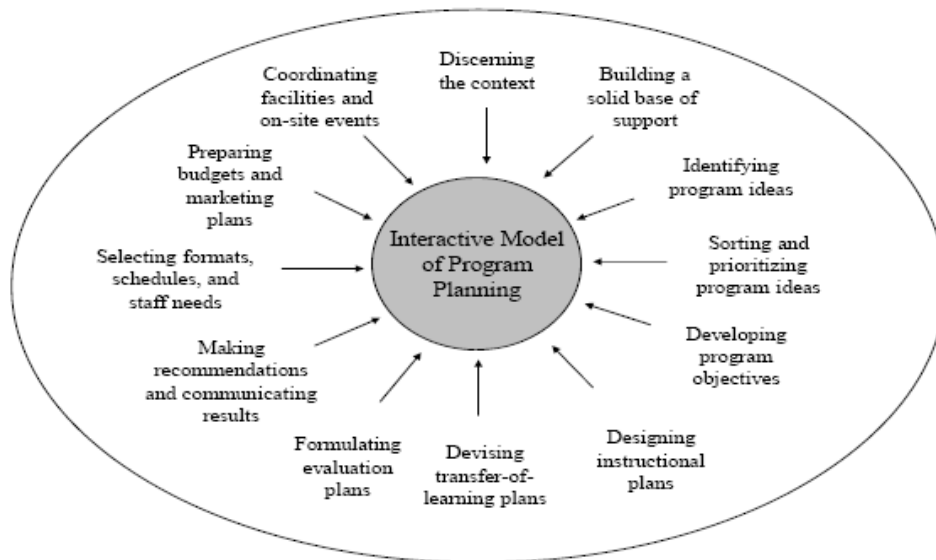 Discerning
the context
Building a
solid base of
support
Identifying
program ideas
Sorting and
prioritizing
program ideas
Developing
program
objectives
Designing
instructional
plans
Devising
transfer-of-
learning plans
Formulating
evaluation
plans
Making
recommendations
and communicating
results
Selecting formats,
schedules, and
staff needs
Preparing
budgets and
marketing
plans
Coordinating
facilities and
on-site events
Interactive Model
of Program
Planning